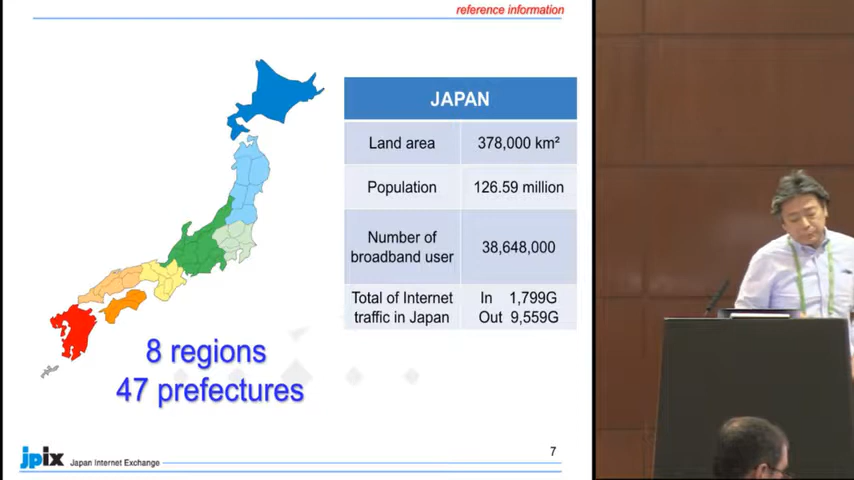 reference information
JAPAN
Land area 378,000 km²
Population 126.59 million
Number of
broadband user
38,648,000
Total of Internet
traffic in Japan
In 1,799G
Out 9,559G
8 regions
47 prefectures
jpix Japan Internet Exchange
7